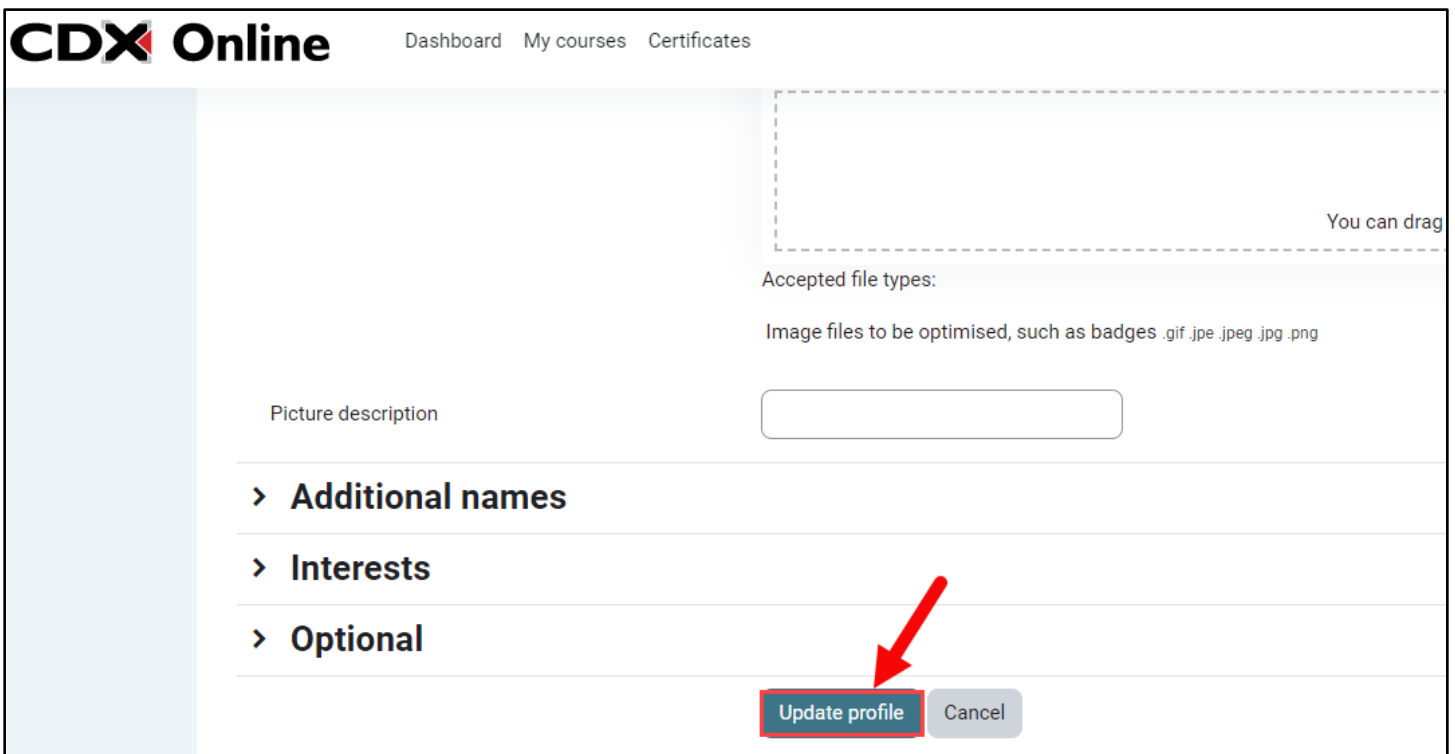 CDX Online Dashboard My courses Certificates
You can drag
Accepted file types:
Image files to be optimised, such as badges .gif .jpe .jpeg .jpg .png
Picture description
Additional names
Interests
Optional
Update profile Cancel